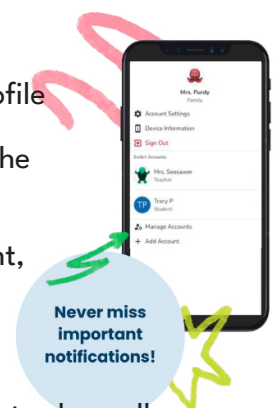 ofile
he
nt,
Mrs. Purdy
Family
Account Settings
Device Information
Sign Out
Switch Accounts
Mrs. Seesawer
Teacher
TP
Tracy P
Student
Manage Accounts
+ Add Account
Never miss
important
notifications!